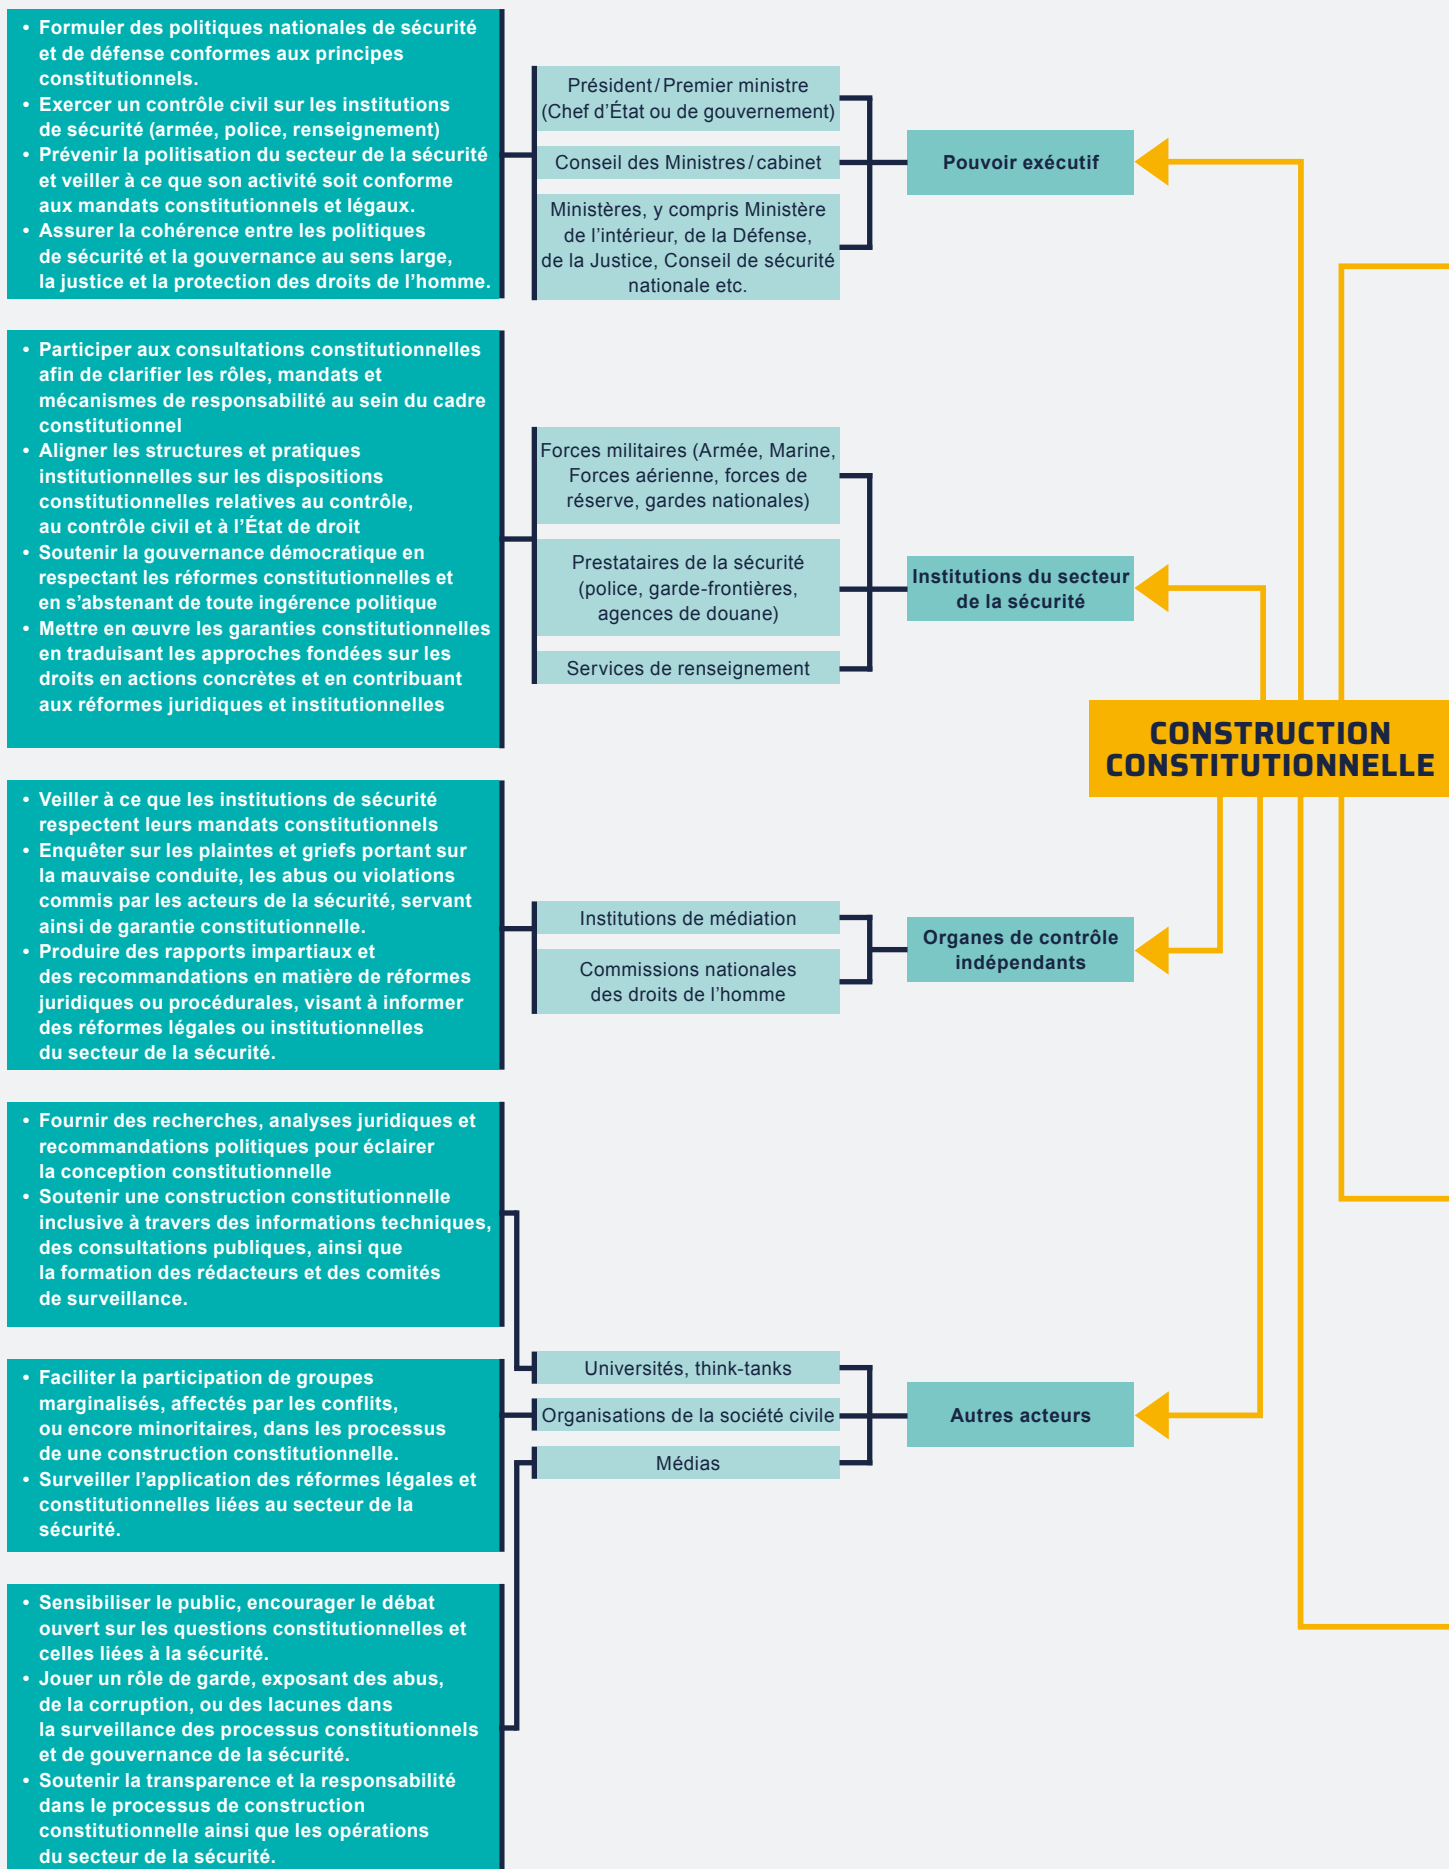 • Formuler des politiques nationales de sécurité
et de défense conformes aux principes
constitutionnels.
• Exercer un contrôle civil sur les institutions
de sécurité (armée, police, renseignement)
• Prévenir la politisation du secteur de la sécurité
et veiller à ce que son activité soit conforme
aux mandats constitutionnels et légaux.
• Assurer la cohérence entre les politiques
de sécurité et la gouvernance au sens large,
la justice et la protection des droits de l'homme.
Président / Premier ministre
(Chef d'État ou de gouvernement)
Conseil des Ministres / cabinet
Ministères, y compris Ministère
de l'intérieur, de la Défense,
de la Justice, Conseil de sécurité
nationale etc.
Pouvoir exécutif
• Participer aux consultations constitutionnelles
afin de clarifier les rôles, mandats et
mécanismes de responsabilité au sein du cadre
constitutionnel
• Aligner les structures et pratiques
institutionnelles sur les dispositions
constitutionnelles relatives au contrôle,
au contrôle civil et à l'État de droit
• Soutenir la gouvernance démocratique en
respectant les réformes constitutionnelles et
en s'abstenant de toute ingérence politique
• Mettre en œuvre les garanties constitutionnelles
en traduisant les approches fondées sur les
droits en actions concrètes et en contribuant
aux réformes juridiques et institutionnelles
Forces militaires (Armée, Marine,
Forces aérienne, forces de
réserve, gardes nationales)
Prestataires de la sécurité
(police, garde-frontières,
agences de douane)
Services de renseignement
Institutions du secteur
de la sécurité
CONSTRUCTION
CONSTITUTIONNELLE
• Veiller à ce que les institutions de sécurité
respectent leurs mandats constitutionnels
• Enquêter sur les plaintes et griefs portant sur
la mauvaise conduite, les abus ou violations
commis par les acteurs de la sécurité, servant
ainsi de garantie constitutionnelle.
• Produire des rapports impartiaux et
des recommandations en matière de réformes
juridiques ou procédurales, visant à informer
des réformes légales ou institutionnelles
du secteur de la sécurité.
Institutions de médiation
Commissions nationales
des droits de l'homme
Organes de contrôle
indépendants
• Fournir des recherches, analyses juridiques et
recommandations politiques pour éclairer
la conception constitutionnelle
• Soutenir une construction constitutionnelle
inclusive à travers des informations techniques,
des consultations publiques, ainsi que
la formation des rédacteurs et des comités
de surveillance.
• Faciliter la participation de groupes
marginalisés, affectés par les conflits,
ou encore minoritaires, dans les processus
de une construction constitutionnelle.
• Surveiller l'application des réformes légales et
constitutionnelles liées au secteur de la
sécurité.
• Sensibiliser le public, encourager le débat
ouvert sur les questions constitutionnelles et
celles liées à la sécurité.
• Jouer un rôle de garde, exposant des abus,
de la corruption, ou des lacunes dans
la surveillance des processus constitutionnels
et de gouvernance de la sécurité.
• Soutenir la transparence et la responsabilité
dans le processus de construction
constitutionnelle ainsi que les opérations
du secteur de la sécurité.
Universités, think-tanks
Organisations de la société civile
Médias
Autres acteurs